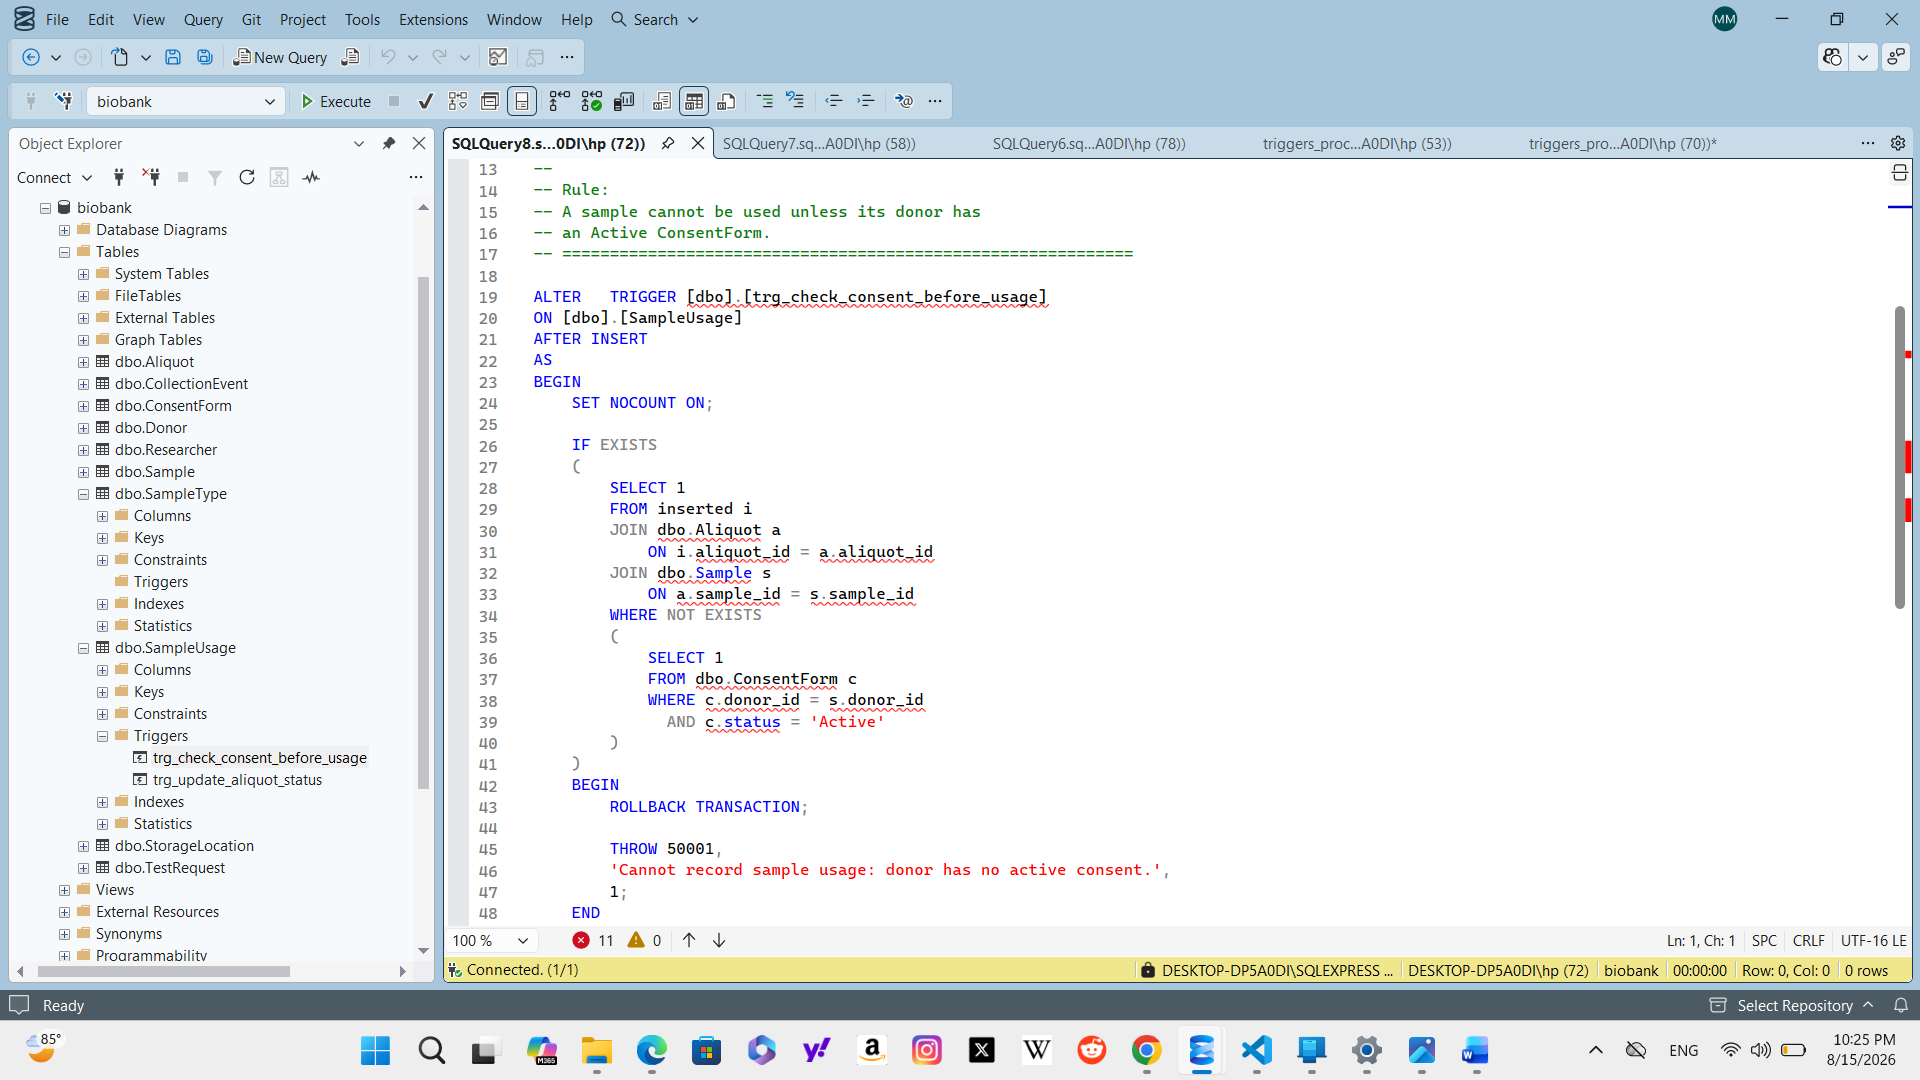 File Edit View Query Git Project Tools Extensions Window Help Search
MM
New Query
biobank Execute
Object Explorer
Connect
biobank
Database Diagrams
Tables
System Tables
FileTables
External Tables
Graph Tables
dbo.Aliquot
dbo.CollectionEvent
dbo.ConsentForm
dbo.Donor
dbo.Researcher
dbo.Sample
dbo.SampleType
Columns
Keys
Constraints
Triggers
Indexes
Statistics
dbo.SampleUsage
Columns
Keys
Constraints
Triggers
trg_check_consent_before_usage
trg_update_aliquot_status
Indexes
Statistics
dbo.StorageLocation
dbo.TestRequest
Views
External Resources
Synonyms
Programmability
SQLQuery8.s...0DI\hp (72)) SQLQuery7.sq...A0DI\hp (58)) SQLQuery6.sq...A0DI\hp (78)) triggers_proc...A0DI\hp (53)) triggers_pro...A0DI\hp (70))*
13 --
14 -- Rule:
15 -- A sample cannot be used unless its donor has
16 -- an Active ConsentForm.
17 -- ============================================================
18
19 ALTER   TRIGGER [dbo].[trg_check_consent_before_usage]
20 ON [dbo].[SampleUsage]
21 AFTER INSERT
22 AS
23 BEGIN
24     SET NOCOUNT ON;
25
26     IF EXISTS
27     (
28         SELECT 1
29         FROM inserted i
30         JOIN dbo.Aliquot a
31             ON i.aliquot_id = a.aliquot_id
32         JOIN dbo.Sample s
33             ON a.sample_id = s.sample_id
34         WHERE NOT EXISTS
35         (
36             SELECT 1
37             FROM dbo.ConsentForm c
38             WHERE c.donor_id = s.donor_id
39               AND c.status = 'Active'
40         )
41     )
42     BEGIN
43         ROLLBACK TRANSACTION;
44
45         THROW 50001,
46         'Cannot record sample usage: donor has no active consent.',
47         1;
48     END
100 % 11 0 Ln: 1, Ch: 1 SPC CRLF UTF-16 LE
Connected. (1/1) DESKTOP-DP5A0DI\SQLEXPRESS ... DESKTOP-DP5A0DI\hp (72) biobank 00:00:00 Row: 0, Col: 0 0 rows
Ready Select Repository
85°
M365
ENG
10:25 PM
8/15/2026